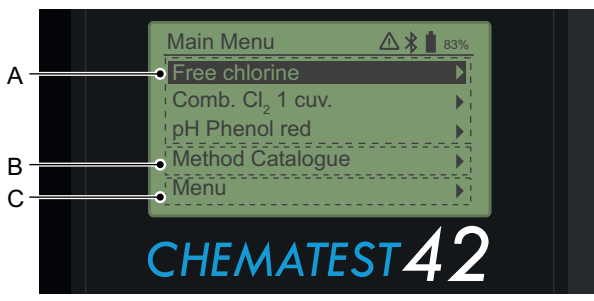 Main Menu 83%
A Free chlorine
Comb. Cl₂ 1 cuv.
pH Phenol red
B Method Catalogue
C Menu
CHEMATEST 42